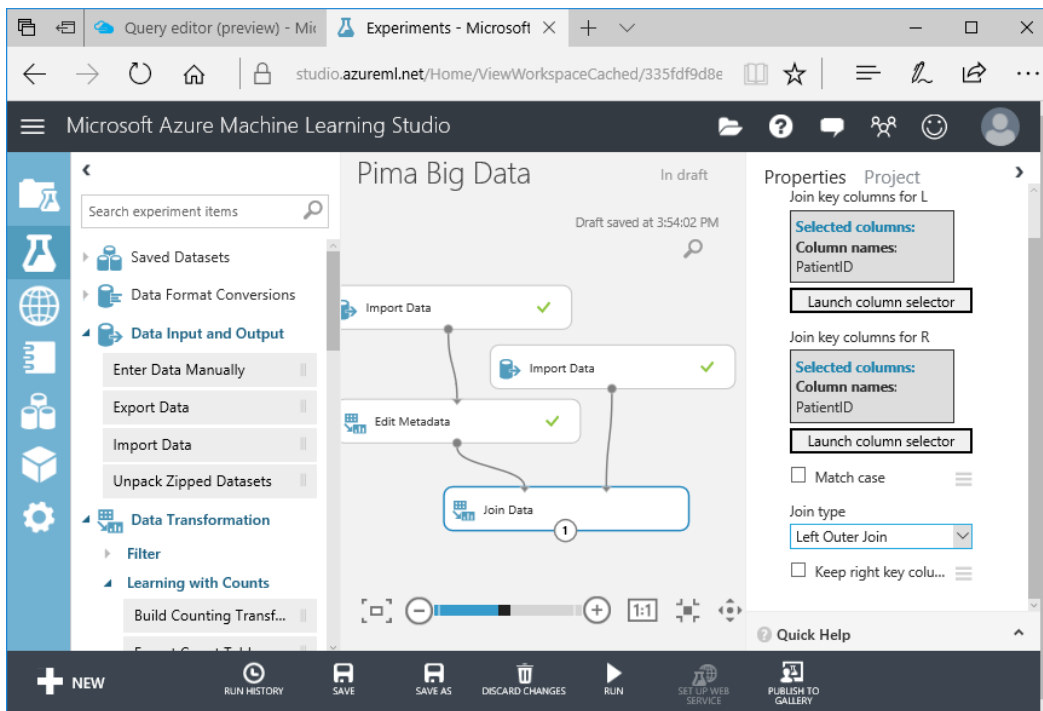 Query editor (preview) - Mic
Experiments - Microsoft
studio.azureml.net/Home/ViewWorkspaceCached/335fdf9d8e
Microsoft Azure Machine Learning Studio
Search experiment items
Saved Datasets
Data Format Conversions
Data Input and Output
Enter Data Manually
Export Data
Import Data
Unpack Zipped Datasets
Data Transformation
Filter
Learning with Counts
Build Counting Transf...
Pima Big Data
In draft
Draft saved at 3:54:02 PM
Import Data
Import Data
Edit Metadata
Join Data
1
1:1
Properties Project
Join key columns for L
Selected columns:
Column names:
PatientID
Launch column selector
Join key columns for R
Selected columns:
Column names:
PatientID
Launch column selector
Match case
Join type
Left Outer Join
Keep right key colu...
Quick Help
NEW
RUN HISTORY
SAVE
SAVE AS
DISCARD CHANGES
RUN
SET UP WEB
SERVICE
PUBLISH TO
GALLERY